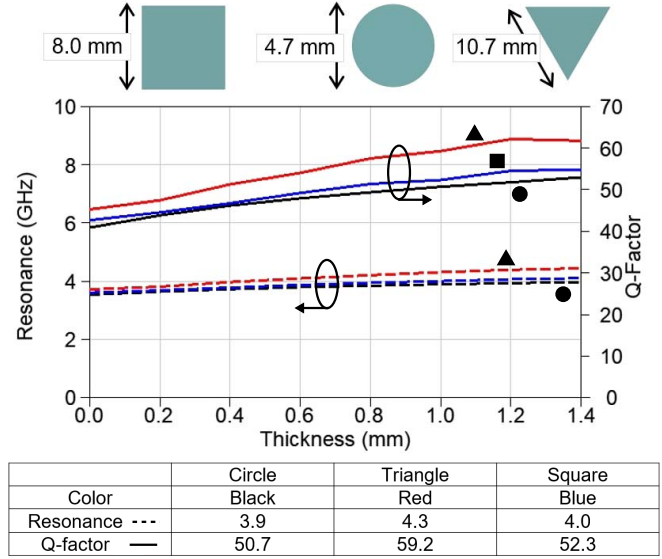 8.0 mm 4.7 mm 10.7 mm
10 70
60
8
50
6 40
30
4
20
2
10
0 0
0.0 0.2 0.4 0.6 0.8 1.0 1.2 1.4
Resonance (GHz)
Q-Factor
Thickness (mm)
Circle Triangle Square
Color Black Red Blue
Resonance --- 3.9 4.3 4.0
Q-factor — 50.7 59.2 52.3